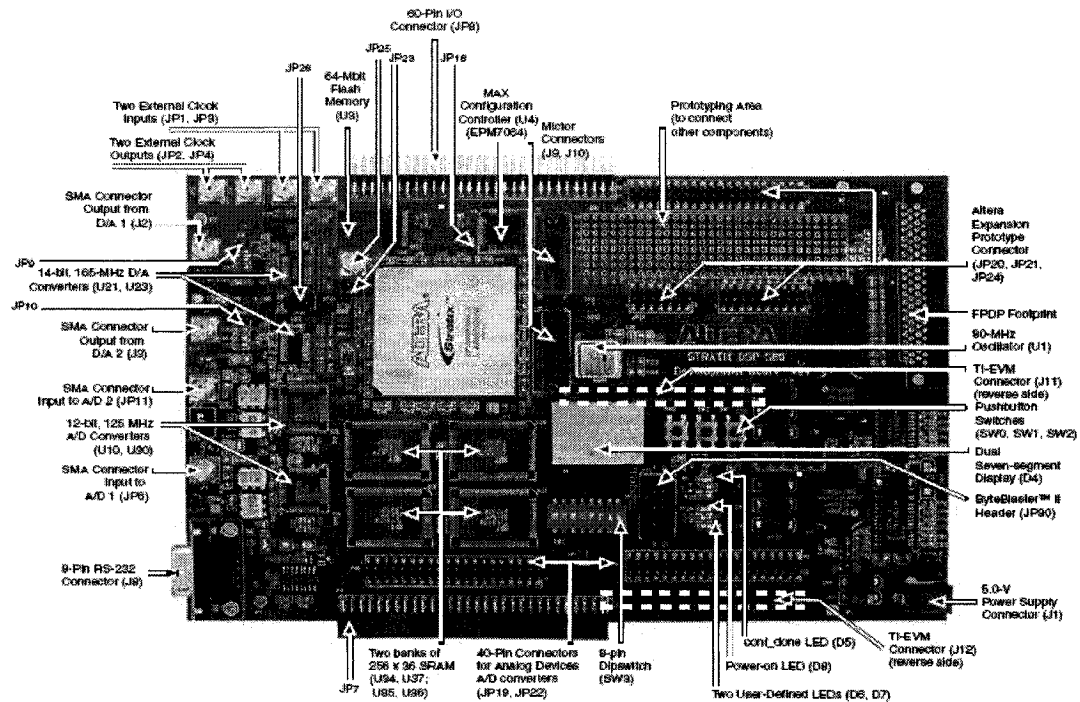 60-Pin I/O
Connector (JP8)
JP25
JP23
JP18
JP26
64-Mbit
Flash
Memory
(U3)
MAX
Configuration
Controller (U4)
(EPM7064)
Mictor
Connectors
(J9, J10)
Prototyping Area
(to connect
other components)
Two External Clock
Inputs (JP1, JP3)
Two External Clock
Outputs (JP2, JP4)
SMA Connector
Output from
D/A 1 (J2)
JP9
14-bit, 165-MHz D/A
Converters (U21, U23)
JP10
SMA Connector
Output from
D/A 2 (J3)
SMA Connector
Input to A/D 2 (JP11)
12-bit, 125 MHz
A/D Converters
(U10, U30)
SMA Connector
Input to
A/D 1 (JP6)
9-Pin RS-232
Connector (J8)
Altera
Expansion
Prototype
Connector
(JP20, JP21,
JP24)
FPDP Footprint
80-MHz
Oscillator (U1)
TI-EVM
Connector (J11)
(reverse side)
Pushbutton
Switches
(SW0, SW1, SW2)
Dual
Seven-segment
Display (D4)
ByteBlaster™ II
Header (JP30)
5.0-V
Power Supply
Connector (J1)
TI-EVM
Connector (J12)
(reverse side)
ALTERA
Stratix
ALTERA
STRATIX DSP
JP7
Two banks of
256 x 36 SRAM
(U34, U37;
U35, U36)
40-Pin Connectors
for Analog Devices
A/D converters
(JP19, JP22)
8-pin
Dipswitch
(SW3)
conf_done LED (D5)
Power-on LED (D8)
Two User-Defined LEDs (D6, D7)